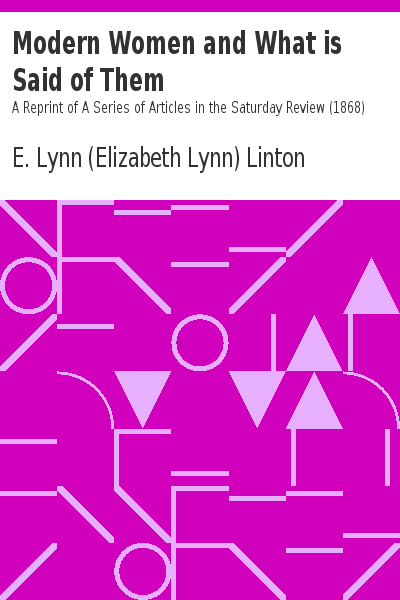 Modern Women and What is
Said of Them
A Reprint of A Series of Articles in the Saturday Review (1868)
E. Lynn (Elizabeth Lynn) Linton